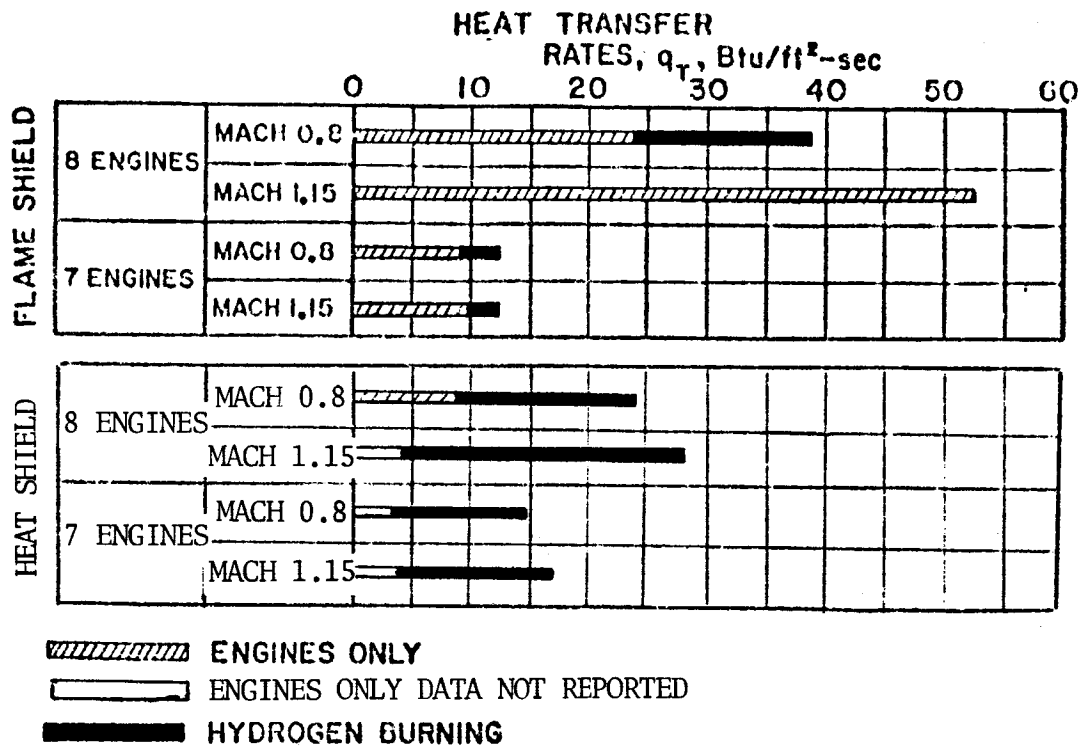 HEAT TRANSFER
RATES, qT, Btu/ft²-sec
0 10 20 30 40 50 60
FLAME SHIELD
8 ENGINES
MACH 0.8
MACH 1.15
7 ENGINES
MACH 0.8
MACH 1.15
HEAT SHIELD
8 ENGINES
MACH 0.8
MACH 1.15
7 ENGINES
MACH 0.8
MACH 1.15
ENGINES ONLY
ENGINES ONLY DATA NOT REPORTED
HYDROGEN BURNING